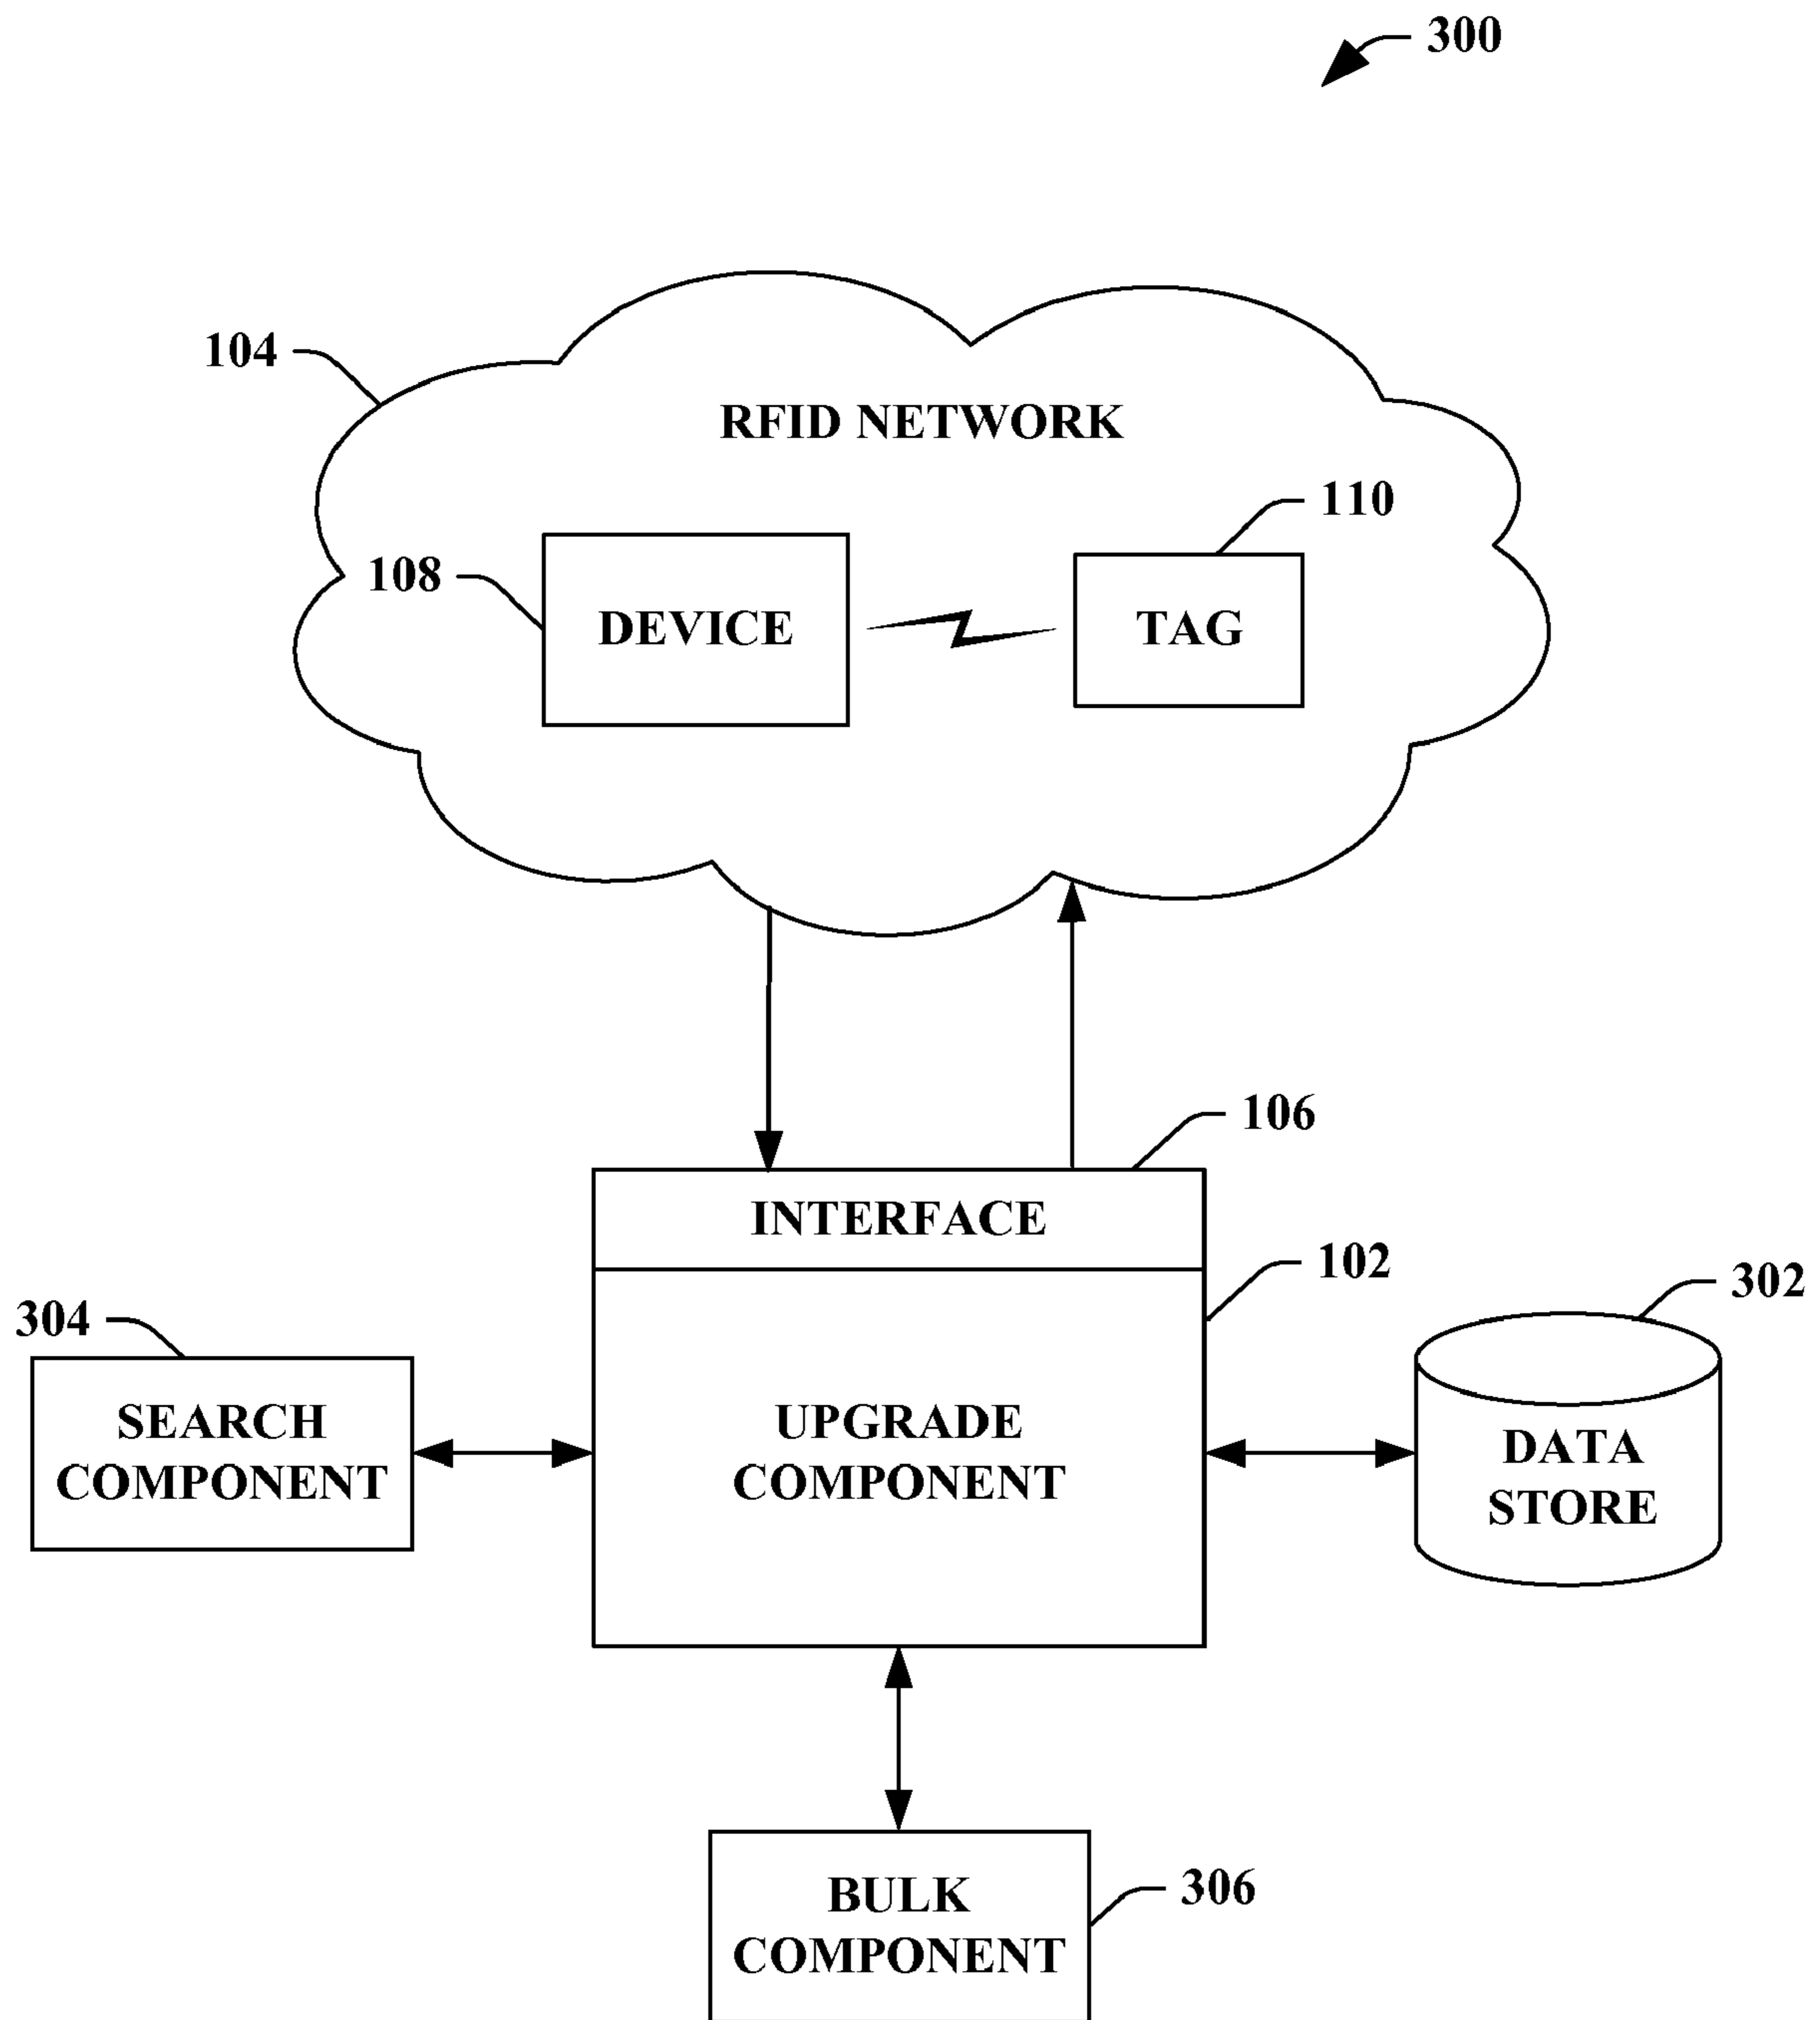 300
104
RFID NETWORK
110
108
DEVICE
TAG
106
INTERFACE
102
302
304
SEARCH
COMPONENT
UPGRADE
COMPONENT
DATA
STORE
BULK
COMPONENT
306